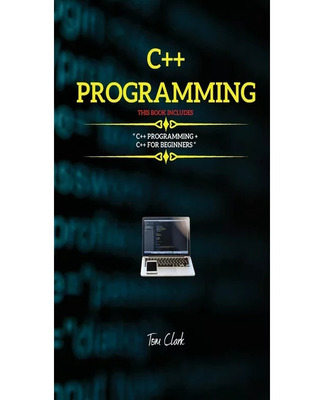 C++
PROGRAMMING
THIS BOOK INCLUDES
" C++ PROGRAMMING +
C++ FOR BEGINNERS "
Tom Clark